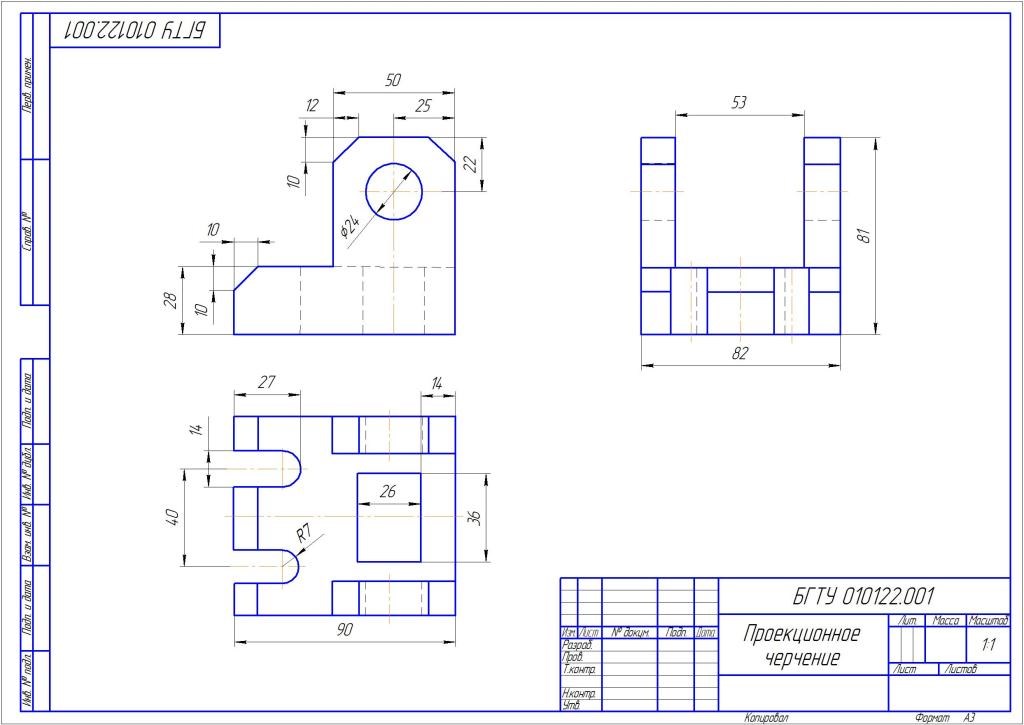 БГТУ 010122.001
Перв. примен.
Справ. №
Подп. и дата
Инв. № дубл.
Взам. инв. №
Подп. и дата
Инв. № подл.
50
12
25
10
22
⌀24
10
28
10
53
81
82
27
14
14
40
26
36
R7
90
БГТУ 010122.001
Изм. Лист № докум. Подп. Дата
Разраб.
Пров.
Т.контр.
Н.контр.
Утв.
Проекционное
черчение
Лит. Масса Масштаб
1:1
Лист Листов
Копировал Формат А3